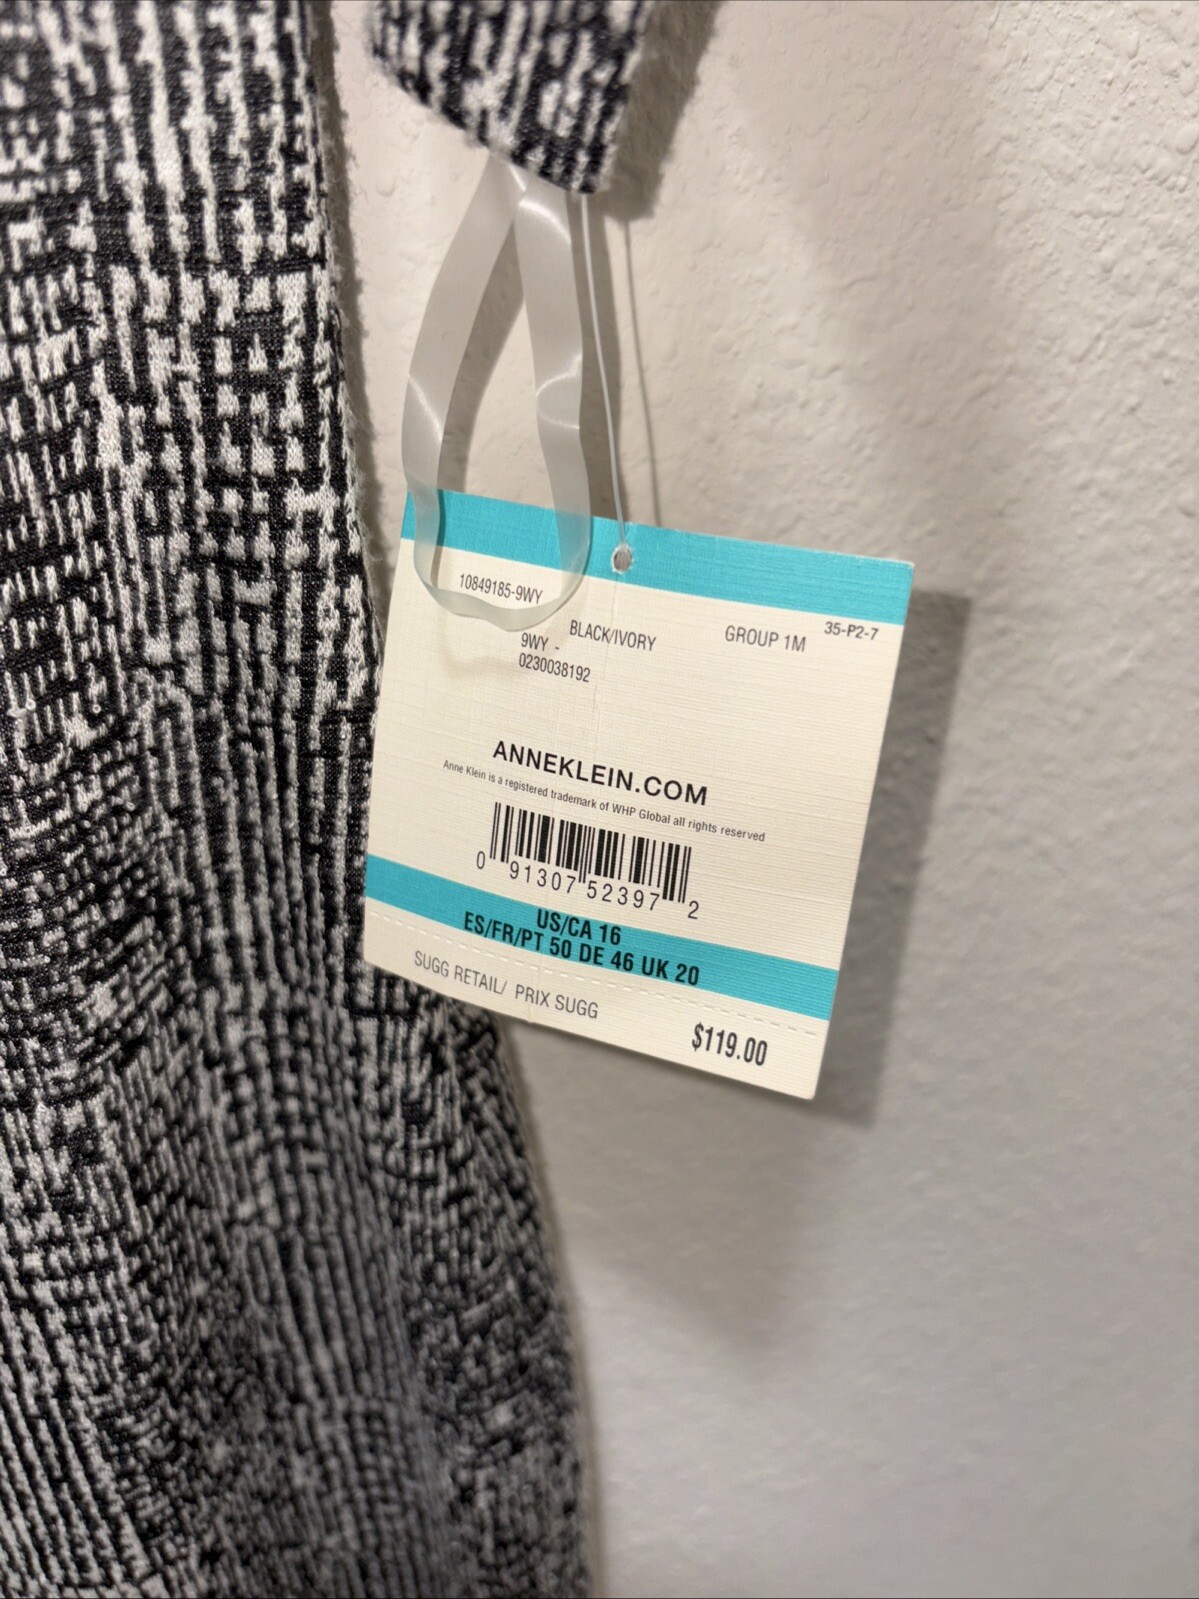 10849185-9WY
BLACK/IVORY
GROUP 1M
35-P2-7
9WY -
0230038192
ANNEKLEIN.COM
Anne Klein is a registered trademark of WHP Global all rights reserved
0 91307 52397 2
US/CA 16
ES/FR/PT 50 DE 46 UK 20
SUGG RETAIL/ PRIX SUGG
$119.00